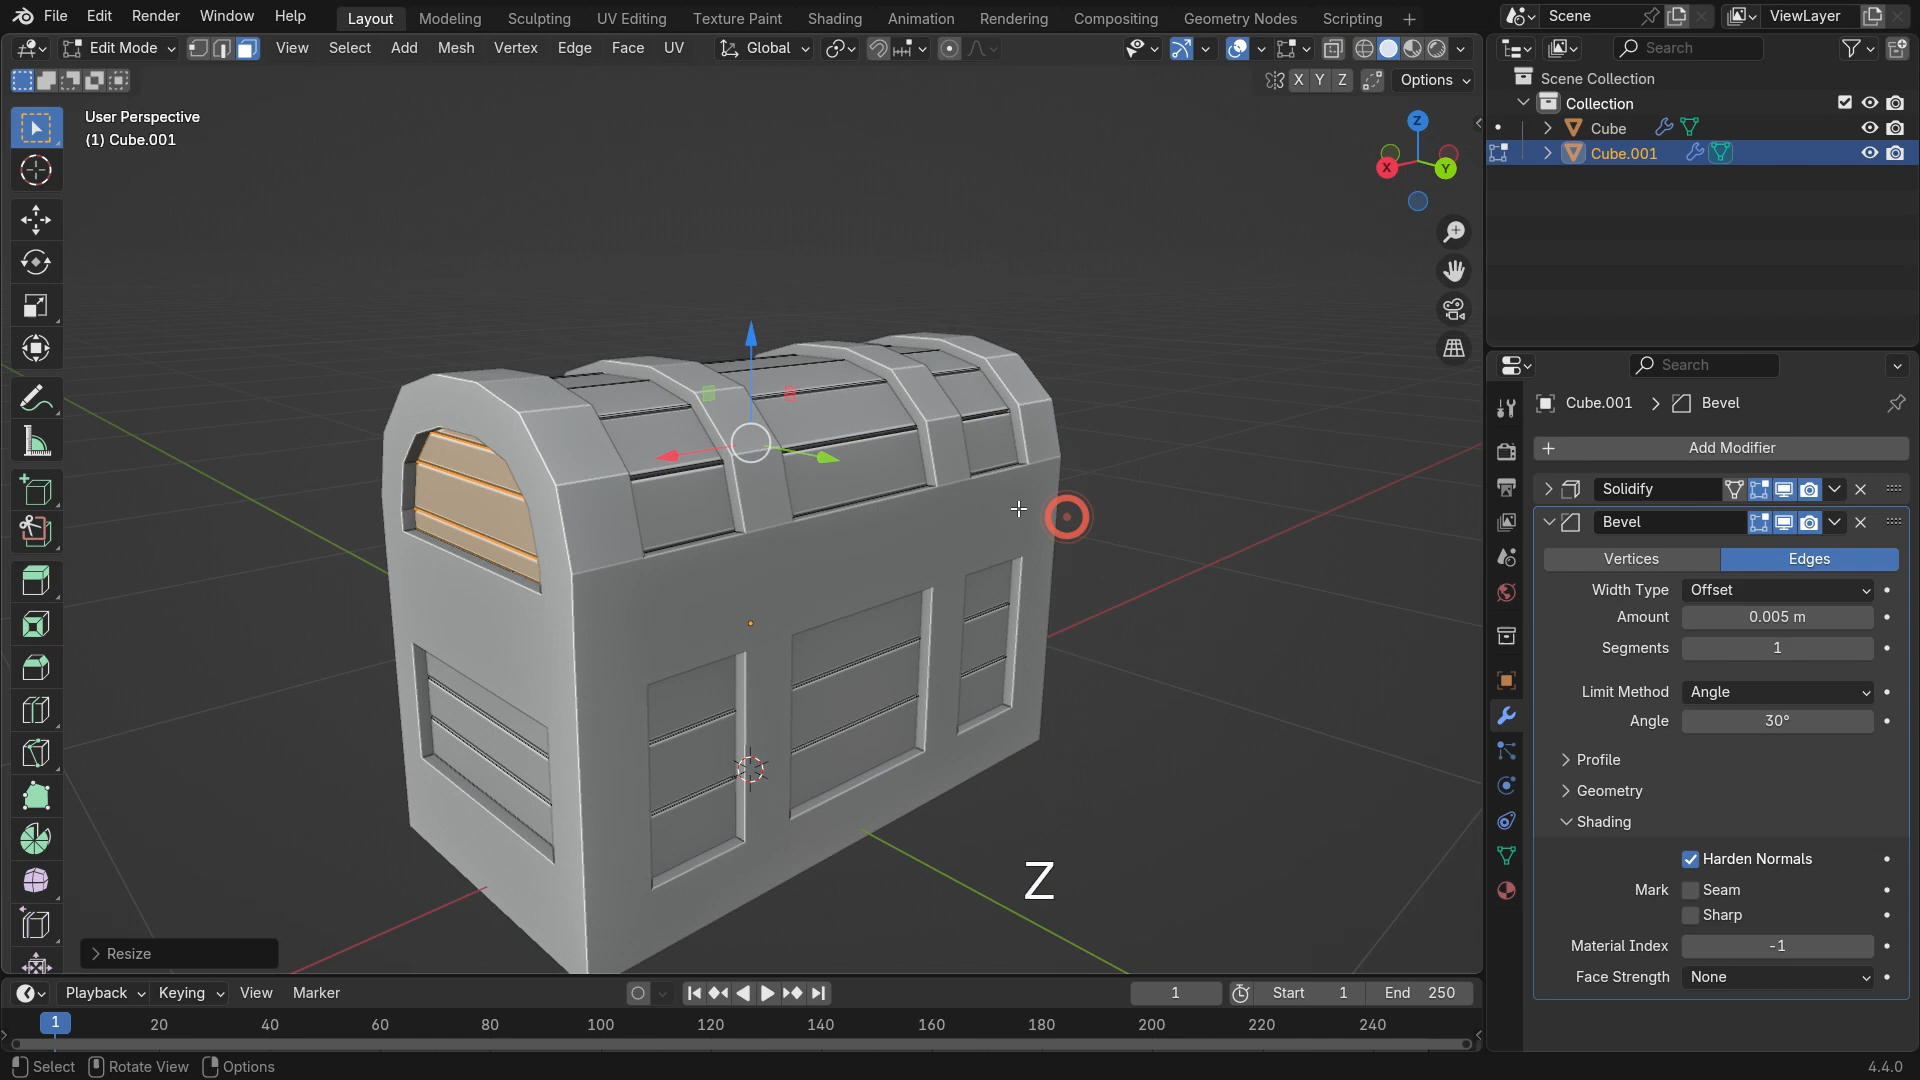 File Edit Render Window Help Layout Modeling Sculpting UV Editing Texture Paint Shading Animation Rendering Compositing Geometry Nodes Scripting + Scene ViewLayer
Edit Mode View Select Add Mesh Vertex Edge Face UV Global Search
X Y Z Options
Scene Collection
Collection
Cube
Cube.001
User Perspective
(1) Cube.001
Z
X
Y
Search
Cube.001 > Bevel
+ Add Modifier
Solidify
Bevel
Vertices Edges
Width Type Offset
Amount 0.005 m
Segments 1
Limit Method Angle
Angle 30°
Profile
Geometry
Shading
Harden Normals
Mark Seam
Sharp
Material Index -1
Face Strength None
Z
Resize
Playback Keying View Marker 1 Start 1 End 250
1 20 40 60 80 100 120 140 160 180 200 220 240
Select Rotate View Options 4.4.0